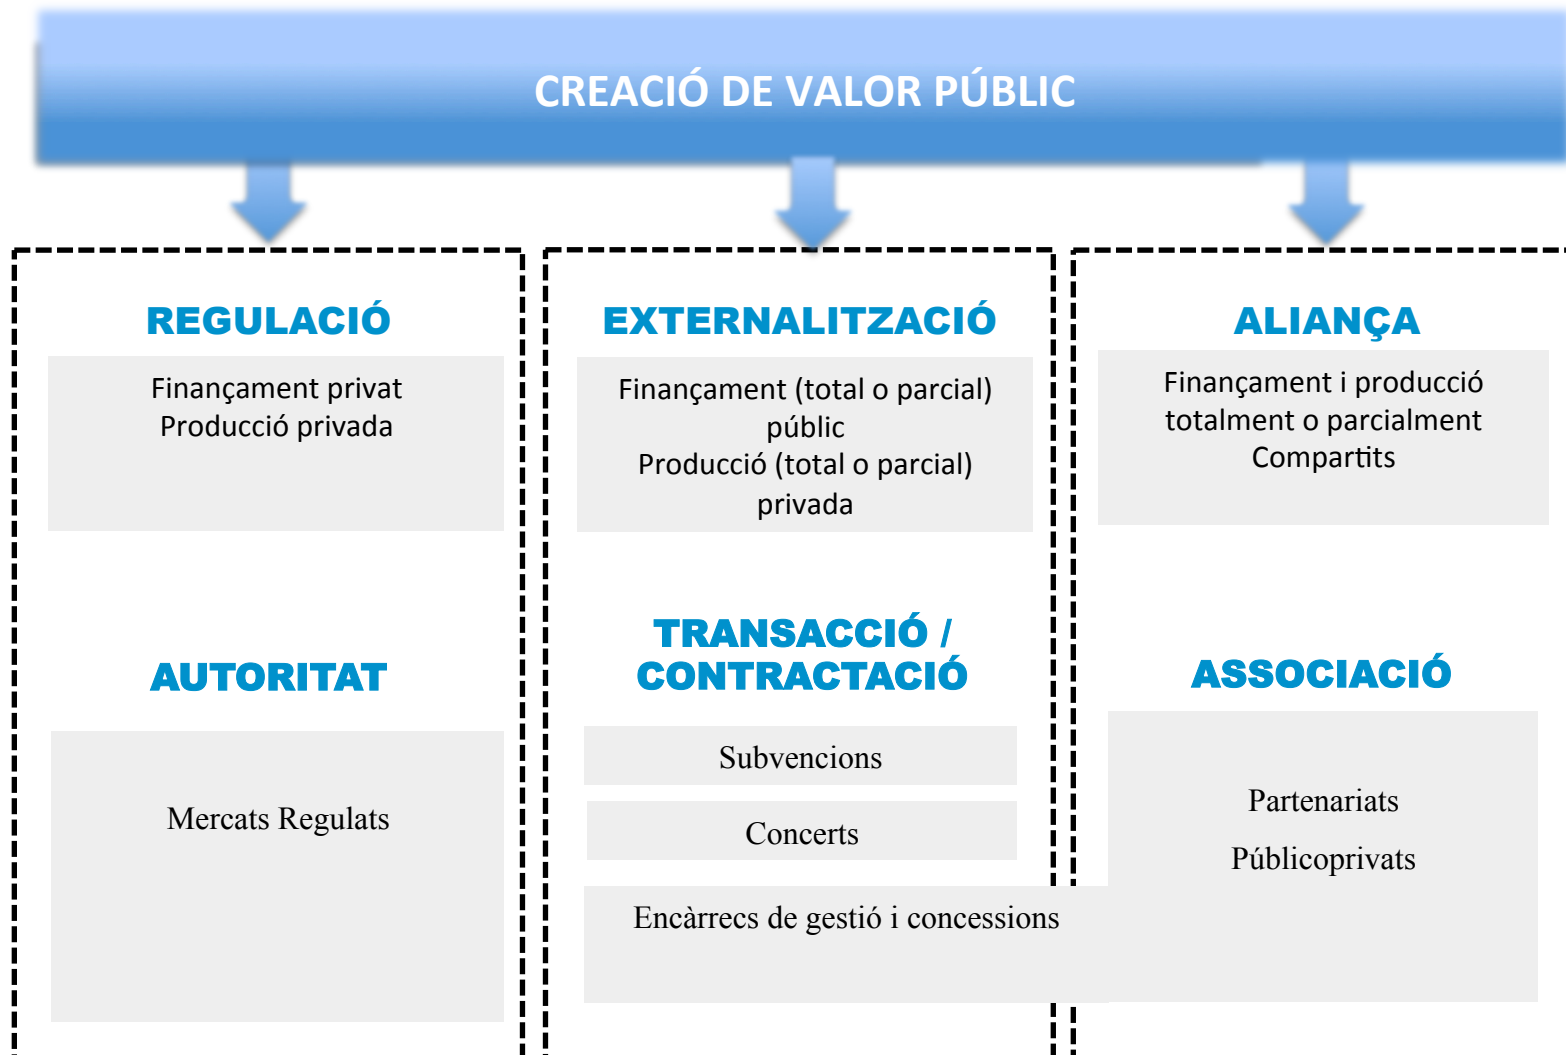 CREACIÓ DE VALOR PÚBLIC
REGULACIÓ
Finançament privat
Producció privada
AUTORITAT
Mercats Regulats
EXTERNALITZACIÓ
Finançament (total o parcial)
públic
Producció (total o parcial)
privada
TRANSACCIÓ /
CONTRACTACIÓ
Subvencions
Concerts
Encàrrecs de gestió i concessions
ALIANÇA
Finançament i producció
totalment o parcialment
Compartits
ASSOCIACIÓ
Partenariats
Públicoprivats